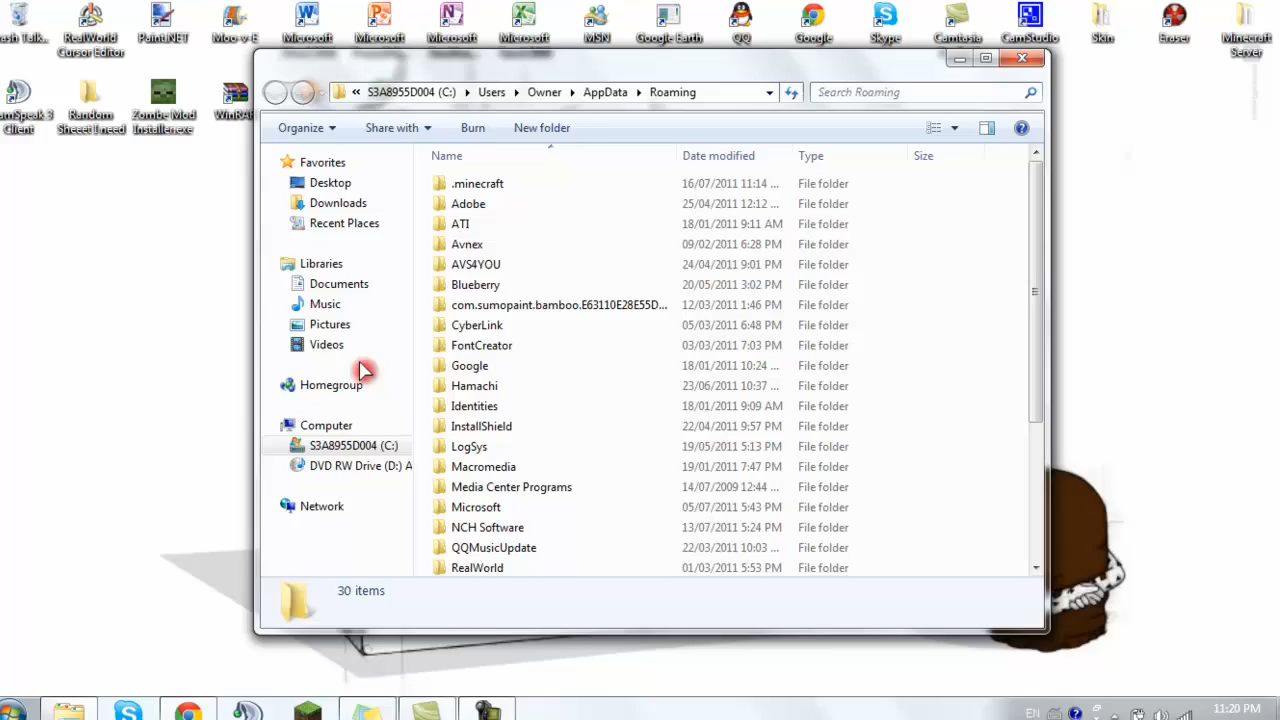 ash Talk...
RealWorld Cursor Editor
Paint.NET
Moo-v-E
Microsoft
Microsoft
Microsoft
Microsoft
MSN
Google Earth
QQ
Google
Skype
Camtasia
CamStudio
Skin
Eraser
Minecraft Server
amSpeak 3 Client
Random Sheeet I need
Zombe Mod Installer.exe
WinRAR
« S3A8955D004 (C:) Users Owner AppData Roaming
Search Roaming
Organize Share with Burn New folder
Name Date modified Type Size
Favorites
Desktop
Downloads
Recent Places
Libraries
Documents
Music
Pictures
Videos
Homegroup
Computer
S3A8955D004 (C:)
DVD RW Drive (D:) A
Network
.minecraft 16/07/2011 11:14 ... File folder
Adobe 25/04/2011 12:12 ... File folder
ATI 18/01/2011 9:11 AM File folder
Avnex 09/02/2011 6:28 PM File folder
AVS4YOU 24/04/2011 9:01 PM File folder
Blueberry 20/05/2011 3:02 PM File folder
com.sumopaint.bamboo.E63110E28E55D... 12/03/2011 1:46 PM File folder
CyberLink 05/03/2011 6:48 PM File folder
FontCreator 03/03/2011 7:03 PM File folder
Google 18/01/2011 10:24 ... File folder
Hamachi 23/06/2011 10:37 ... File folder
Identities 18/01/2011 9:09 AM File folder
InstallShield 22/04/2011 9:57 PM File folder
LogSys 19/05/2011 5:13 PM File folder
Macromedia 19/01/2011 7:47 PM File folder
Media Center Programs 14/07/2009 12:44 ... File folder
Microsoft 05/07/2011 5:43 PM File folder
NCH Software 13/07/2011 5:24 PM File folder
QQMusicUpdate 22/03/2011 10:03 ... File folder
RealWorld 01/03/2011 5:53 PM File folder
30 items
EN
11:20 PM